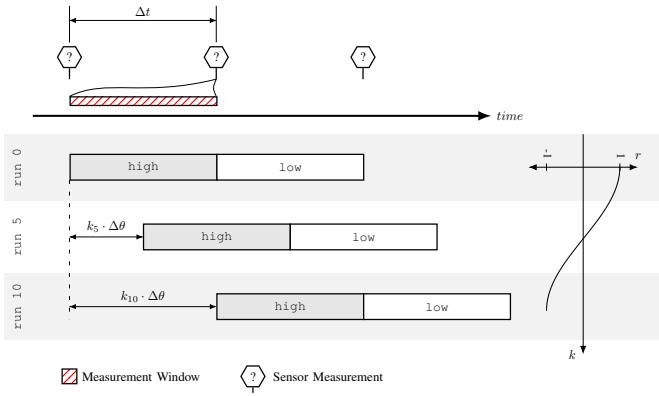 Δt
? ? ?
time
run 0
high low
-1 1 r
run 5
k₅ · Δθ
high low
run 10
k₁₀ · Δθ
high low
k
Measurement Window ? Sensor Measurement